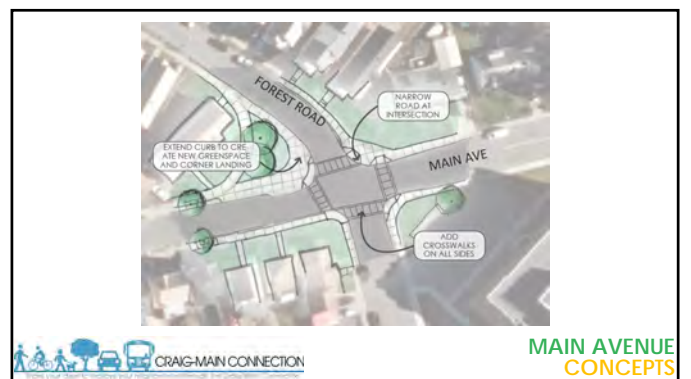 FOREST ROAD
NARROW
ROAD AT
INTERSECTION
EXTEND CURB TO CRE
ATE NEW GREENSPACE
AND CORNER LANDING
MAIN AVE
ADD
CROSSWALKS
ON ALL SIDES
CRAIG-MAIN CONNECTION
MAIN AVENUE
CONCEPTS